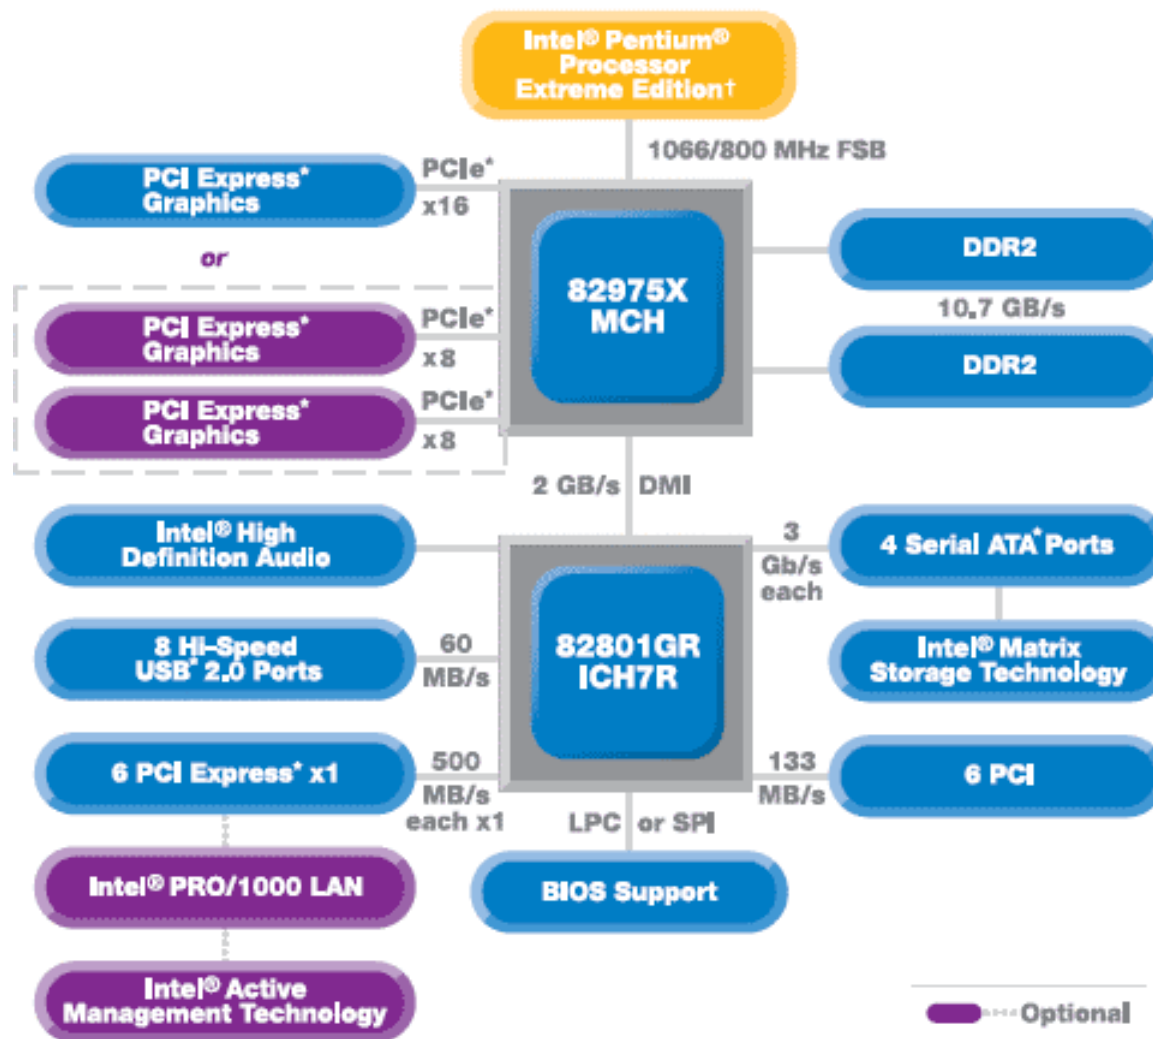 Intel® Pentium®
Processor
Extreme Edition†
1066/800 MHz FSB
PCI Express*
Graphics
PCIe*
x16
or
PCI Express*
Graphics
PCIe*
x8
PCI Express*
Graphics
PCIe*
x8
82975X
MCH
DDR2
10.7 GB/s
DDR2
2 GB/s DMI
Intel® High
Definition Audio
8 Hi-Speed
USB* 2.0 Ports
60
MB/s
6 PCI Express* x1
500
MB/s
each x1
82801GR
ICH7R
3
Gb/s
each
4 Serial ATA* Ports
Intel® Matrix
Storage Technology
133
MB/s
6 PCI
LPC or SPI
BIOS Support
Intel® PRO/1000 LAN
Intel® Active
Management Technology
Optional